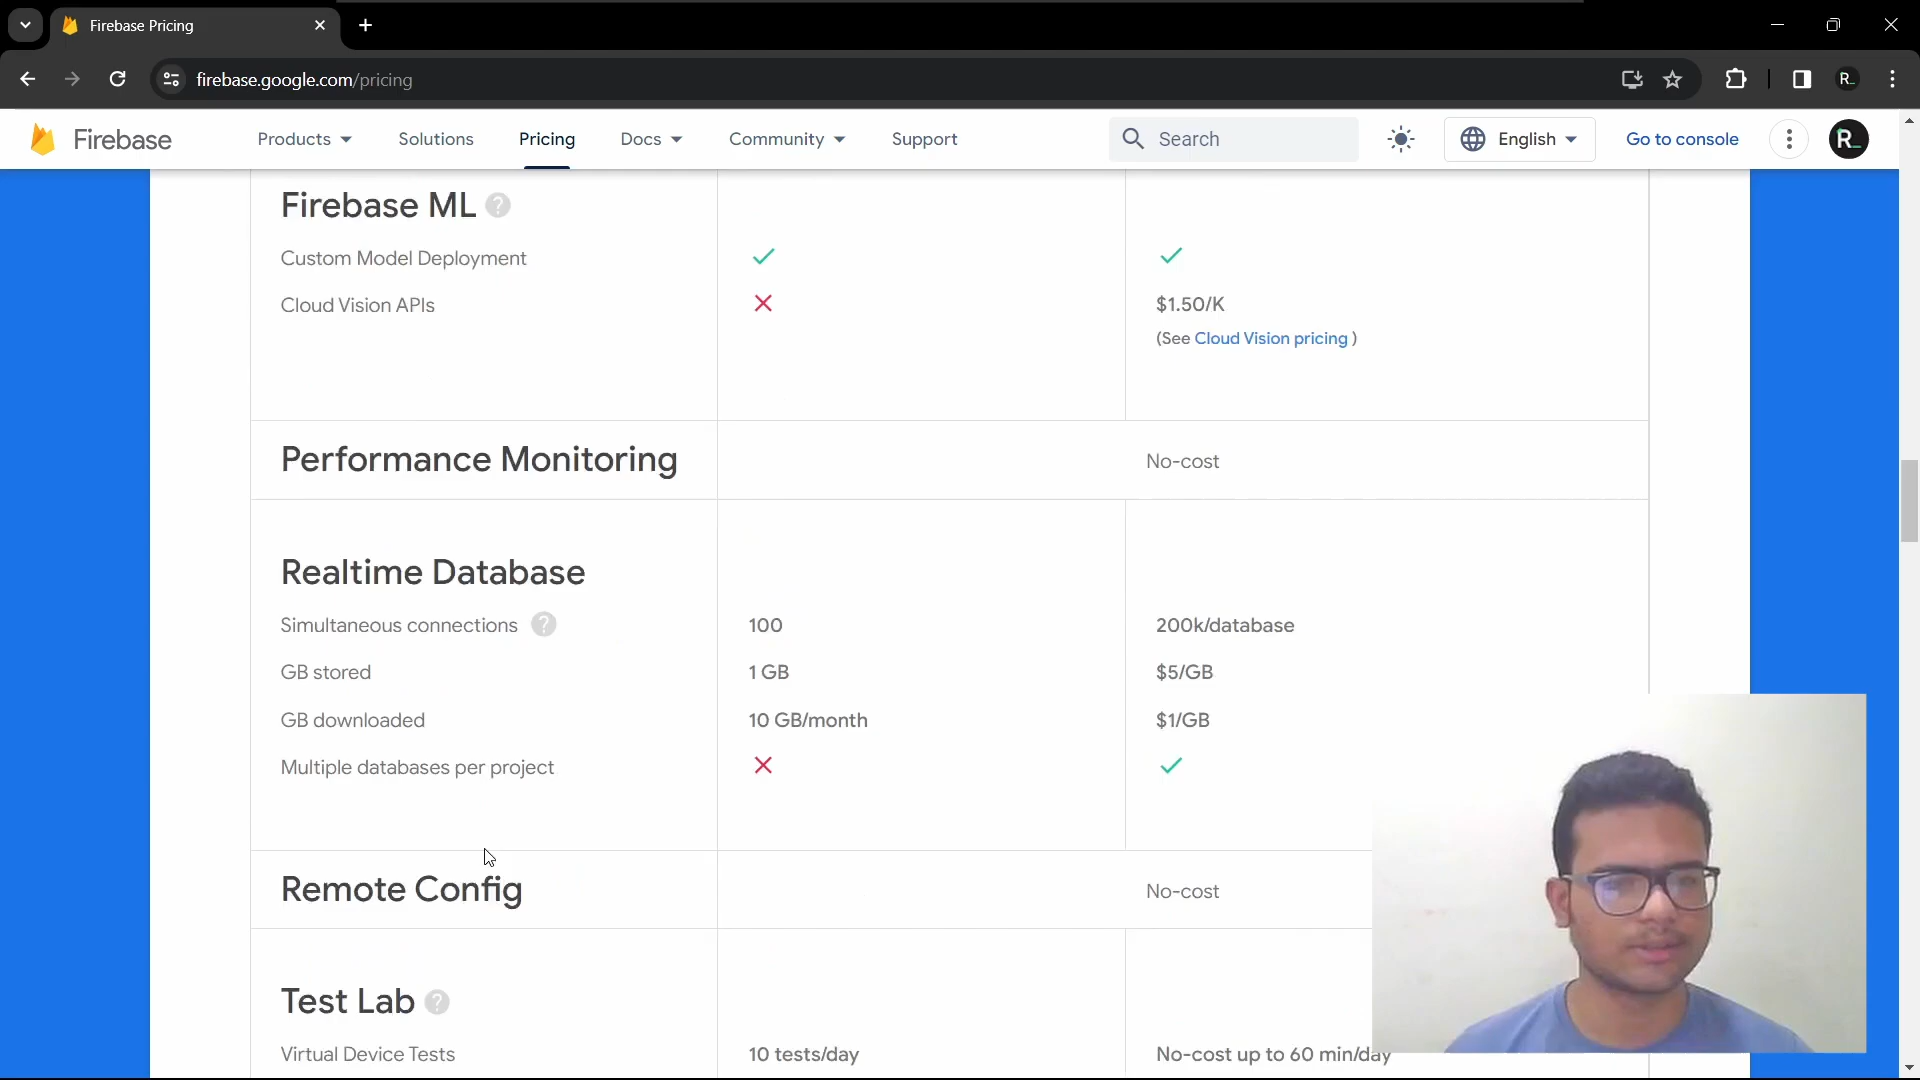 Firebase Pricing
firebase.google.com/pricing
R_
Firebase
Products
Solutions
Pricing
Docs
Community
Support
Search
English
Go to console
R_
Firebase ML ?
Custom Model Deployment
Cloud Vision APIs
$1.50/K
(See Cloud Vision pricing )
Performance Monitoring
No-cost
Realtime Database
Simultaneous connections ?
100
200k/database
GB stored
1 GB
$5/GB
GB downloaded
10 GB/month
$1/GB
Multiple databases per project
Remote Config
No-cost
Test Lab ?
Virtual Device Tests
10 tests/day
No-cost up to 60 min/day